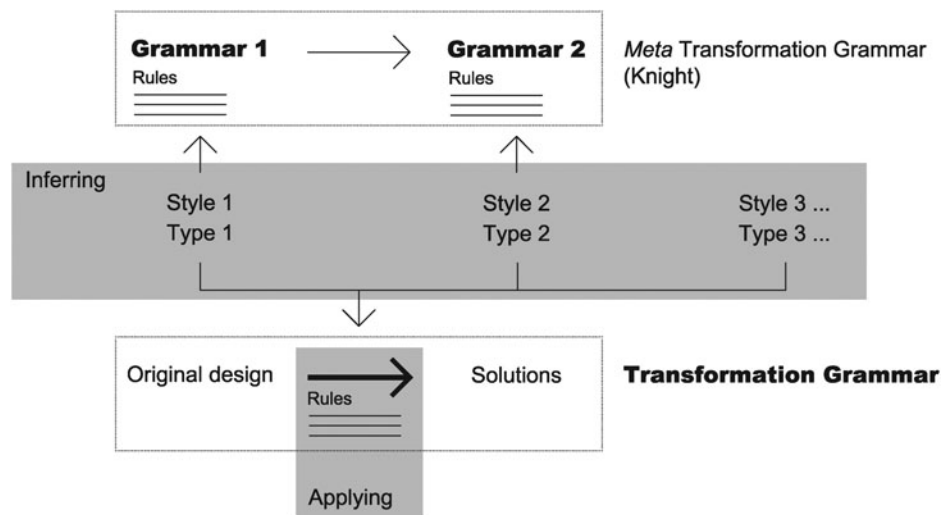 Grammar 1
Grammar 2
Meta Transformation Grammar
(Knight)
Rules
Rules
Inferring
Style 1
Type 1
Style 2
Type 2
Style 3 ...
Type 3 ...
Original design
Rules
Solutions
Transformation Grammar
Applying